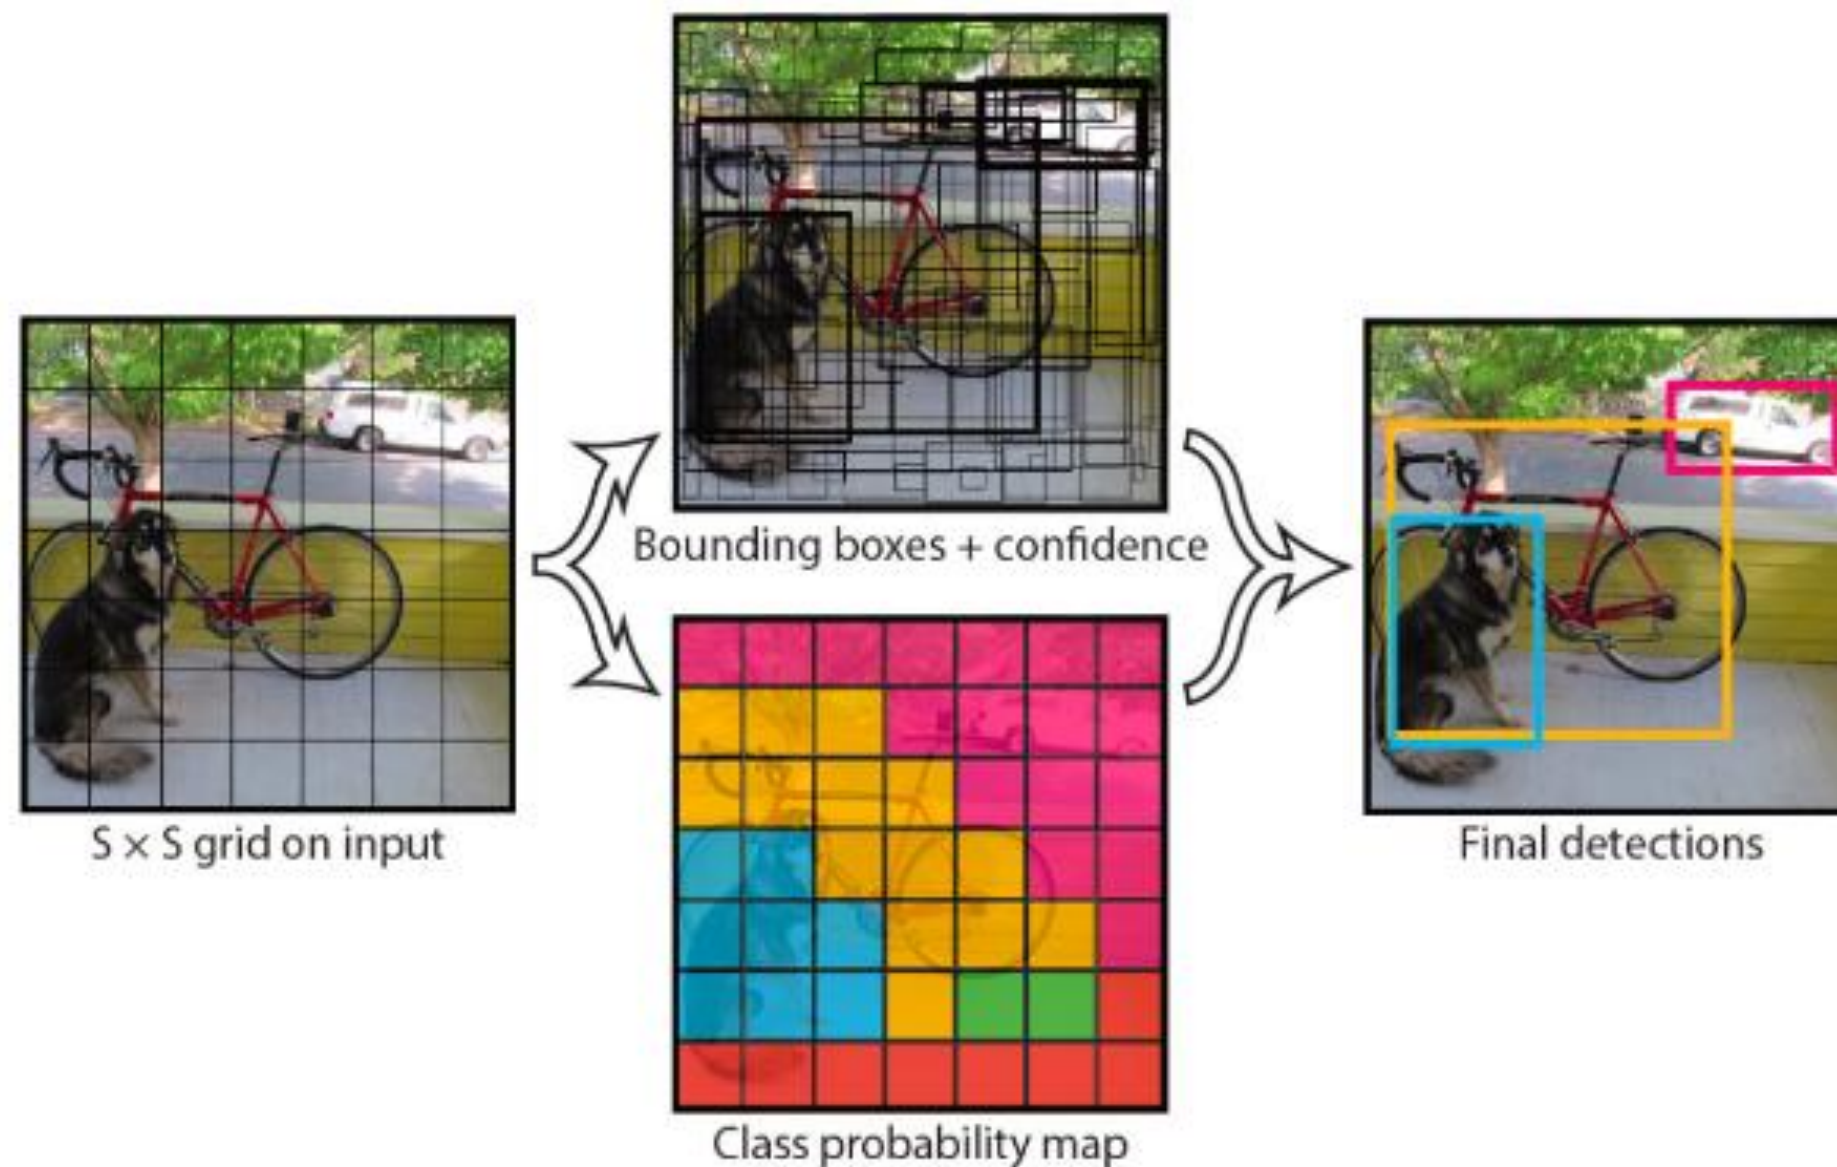 Bounding boxes + confidence
S × S grid on input
Final detections
Class probability map